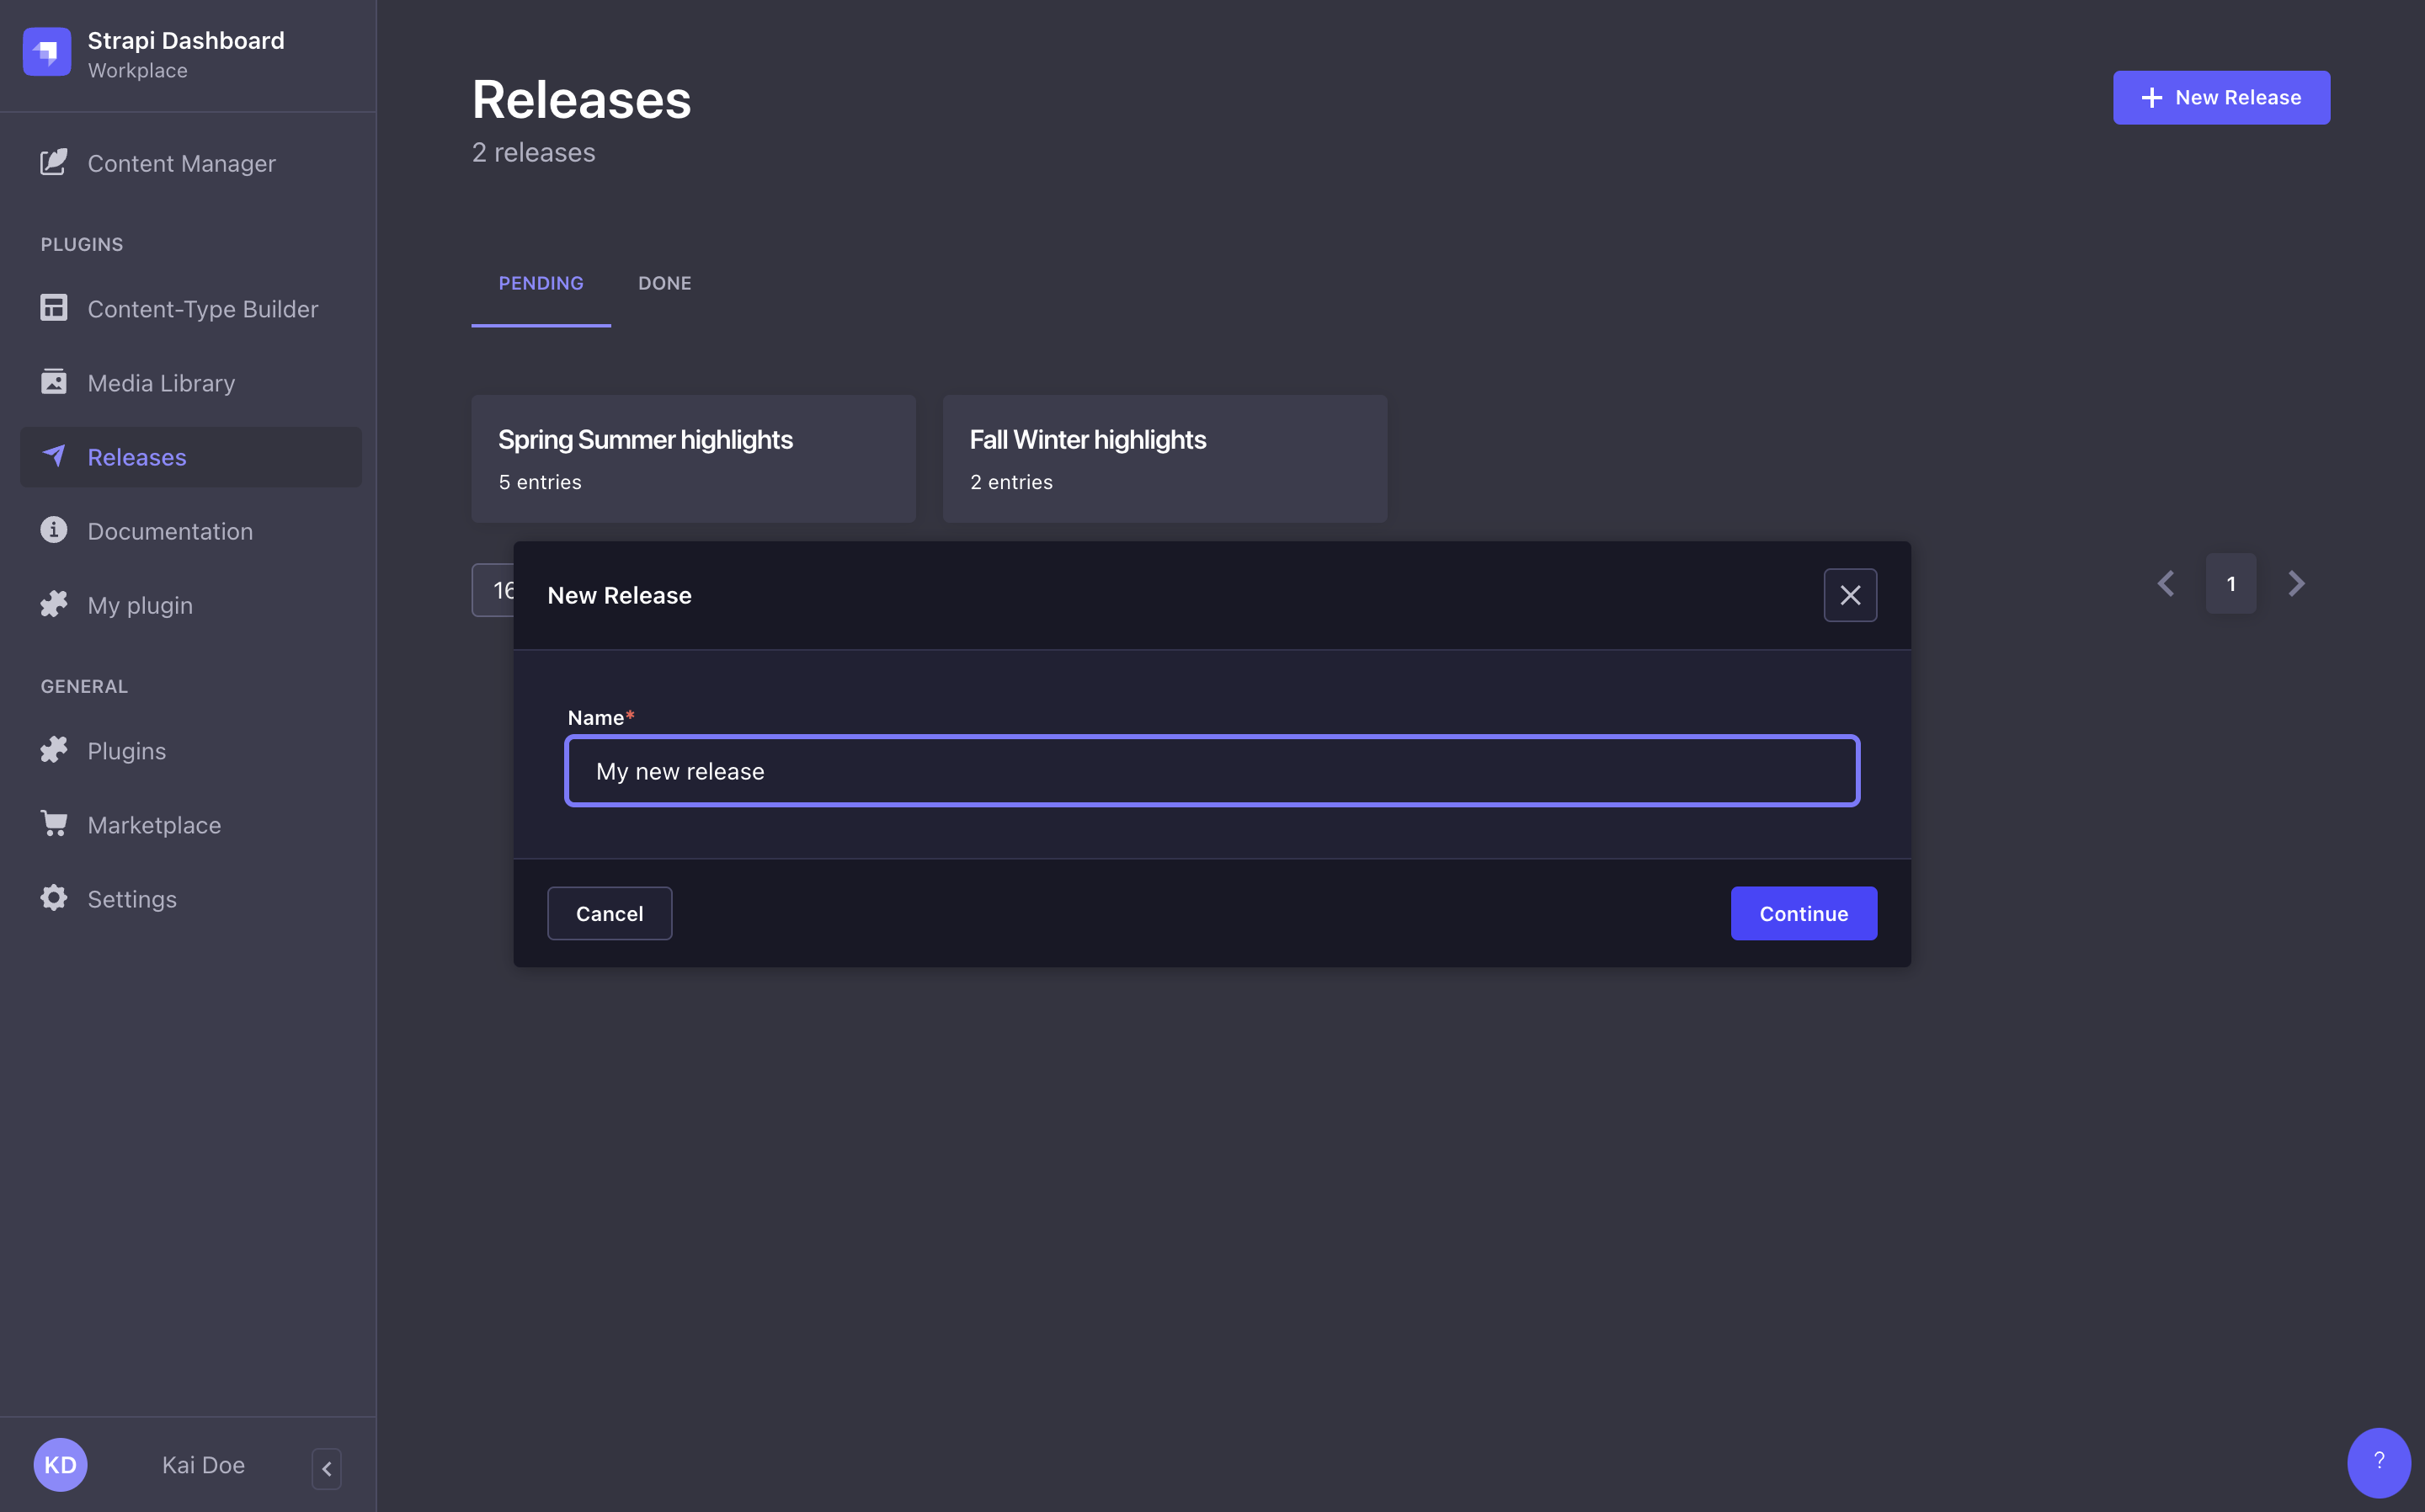 Strapi Dashboard
Workplace
Content Manager
PLUGINS
Content-Type Builder
Media Library
Releases
Documentation
My plugin
GENERAL
Plugins
Marketplace
Settings
KD
Kai Doe
Releases
2 releases
New Release
PENDING
DONE
Spring Summer highlights
5 entries
Fall Winter highlights
2 entries
16
1
New Release
Name*
My new release
Cancel
Continue
?